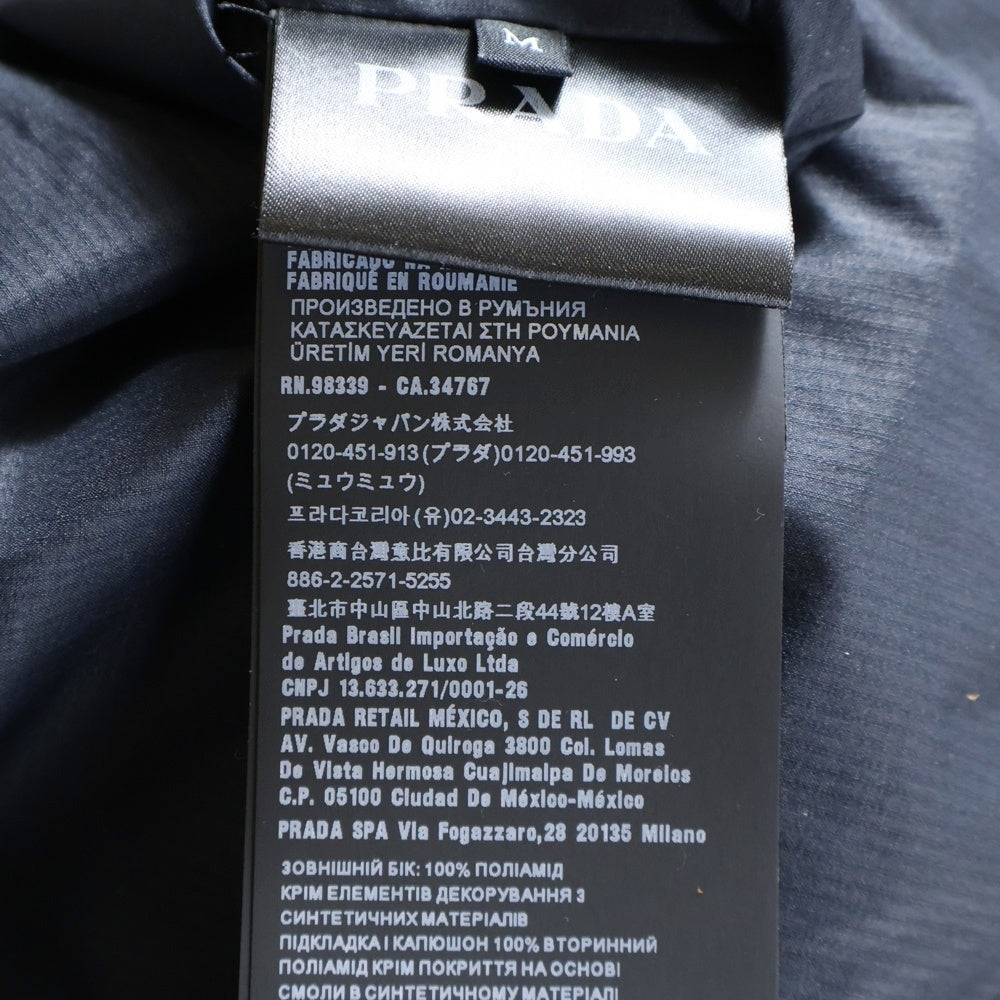 M
PRADA
FABRICADO NA
FABRIQUÉ EN ROUMANIE
ПРОИЗВЕДЕНО В РУМЪНИЯ
ΚΑΤΑΣΚΕΥΑΖΕΤΑΙ ΣΤΗ ΡΟΥΜΑΝΙΑ
ÜRETİM YERİ ROMANYA
RN.98339 - CA.34767
プラダジャパン株式会社
0120-451-913(プラダ)0120-451-993
(ミュウミュウ)
프라다코리아(유)02-3443-2323
香港商台灣意比有限公司台灣分公司
886-2-2571-5255
臺北市中山區中山北路二段44號12樓A室
Prada Brasil Importação e Comércio
de Artigos de Luxo Ltda
CNPJ 13.633.271/0001-26
PRADA RETAIL MÉXICO, S DE RL DE CV
AV. Vasco De Quiroga 3800 Col. Lomas
De Vista Hermosa Cuajimalpa De Morelos
C.P. 05100 Ciudad De México-México
PRADA SPA Via Fogazzaro,28 20135 Milano
ЗОВНІШНІЙ БІК: 100% ПОЛІАМІД
КРІМ ЕЛЕМЕНТІВ ДЕКОРУВАННЯ З
СИНТЕТИЧНИХ МАТЕРІАЛІВ
ПІДКЛАДКА І КАПЮШОН 100% ВТОРИННИЙ
ПОЛІАМІД КРІМ ПОКРИТТЯ НА ОСНОВІ
СМОЛИ В СИНТЕТИЧНОМУ МАТЕРІАЛІ